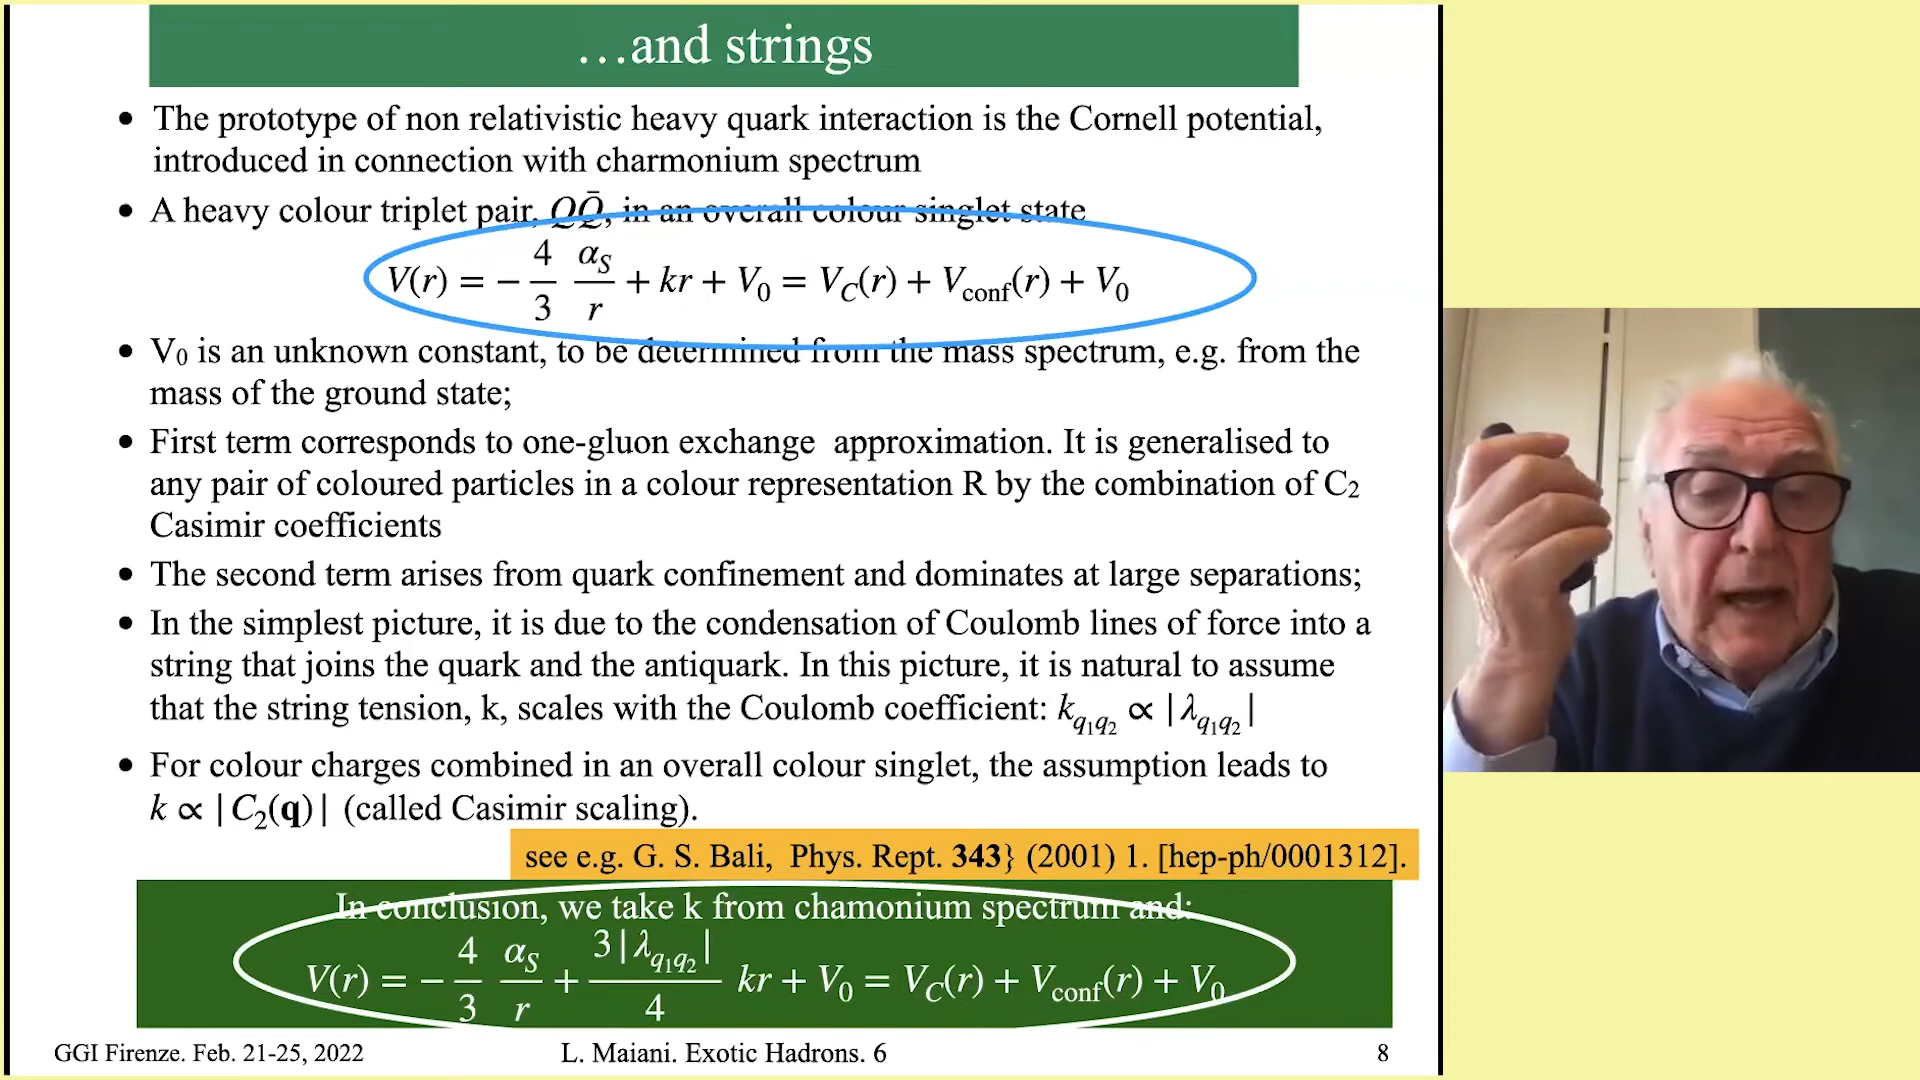 …and strings
• The prototype of non relativistic heavy quark interaction is the Cornell potential,
introduced in connection with charmonium spectrum
• A heavy colour triplet pair, QQ̄, in an overall colour singlet state
V(r) = − 4/3 α_S/r + kr + V_0 = V_C(r) + V_conf(r) + V_0
• V_0 is an unknown constant, to be determined from the mass spectrum, e.g. from the
mass of the ground state;
• First term corresponds to one-gluon exchange approximation. It is generalised to
any pair of coloured particles in a colour representation R by the combination of C_2
Casimir coefficients
• The second term arises from quark confinement and dominates at large separations;
• In the simplest picture, it is due to the condensation of Coulomb lines of force into a
string that joins the quark and the antiquark. In this picture, it is natural to assume
that the string tension, k, scales with the Coulomb coefficient: k_{q_1q_2} ∝ |λ_{q_1q_2}|
• For colour charges combined in an overall colour singlet, the assumption leads to
k ∝ |C_2(q)| (called Casimir scaling).
see e.g. G. S. Bali, Phys. Rept. 343} (2001) 1. [hep-ph/0001312].
In conclusion, we take k from chamonium spectrum and:
V(r) = − 4/3 α_S/r + 3|λ_{q_1q_2}|/4 kr + V_0 = V_C(r) + V_conf(r) + V_0
GGI Firenze. Feb. 21-25, 2022
L. Maiani. Exotic Hadrons. 6
8